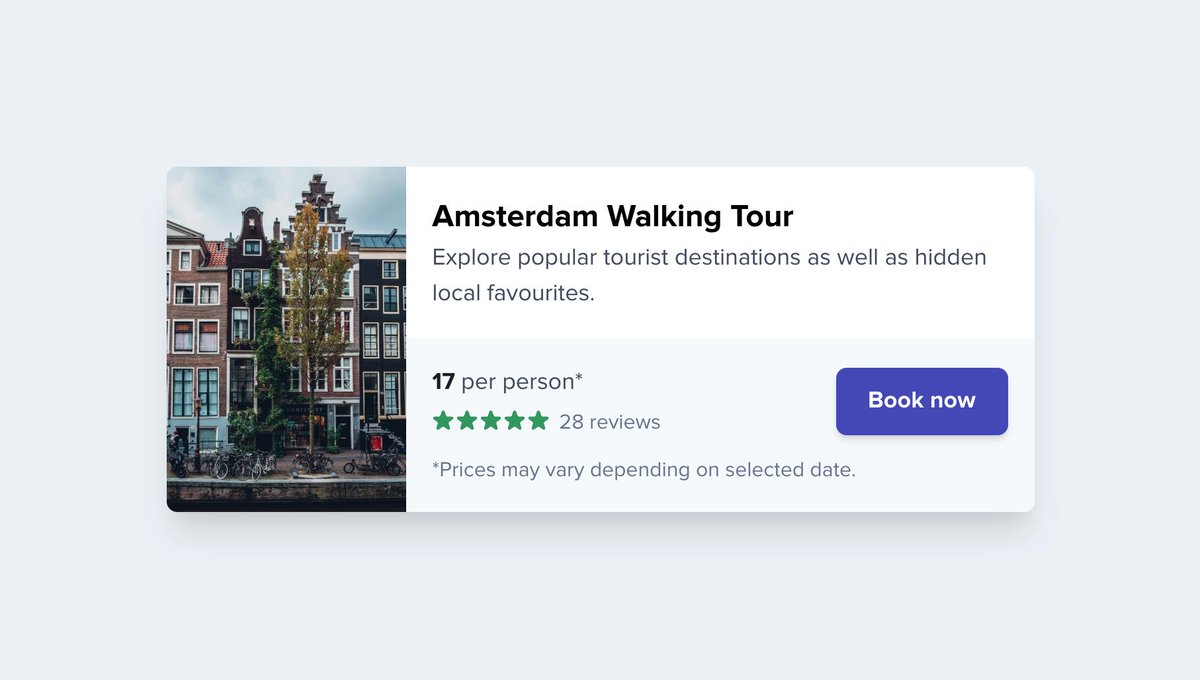 Amsterdam Walking Tour
Explore popular tourist destinations as well as hidden
local favourites.
17 per person*
28 reviews
Book now
*Prices may vary depending on selected date.